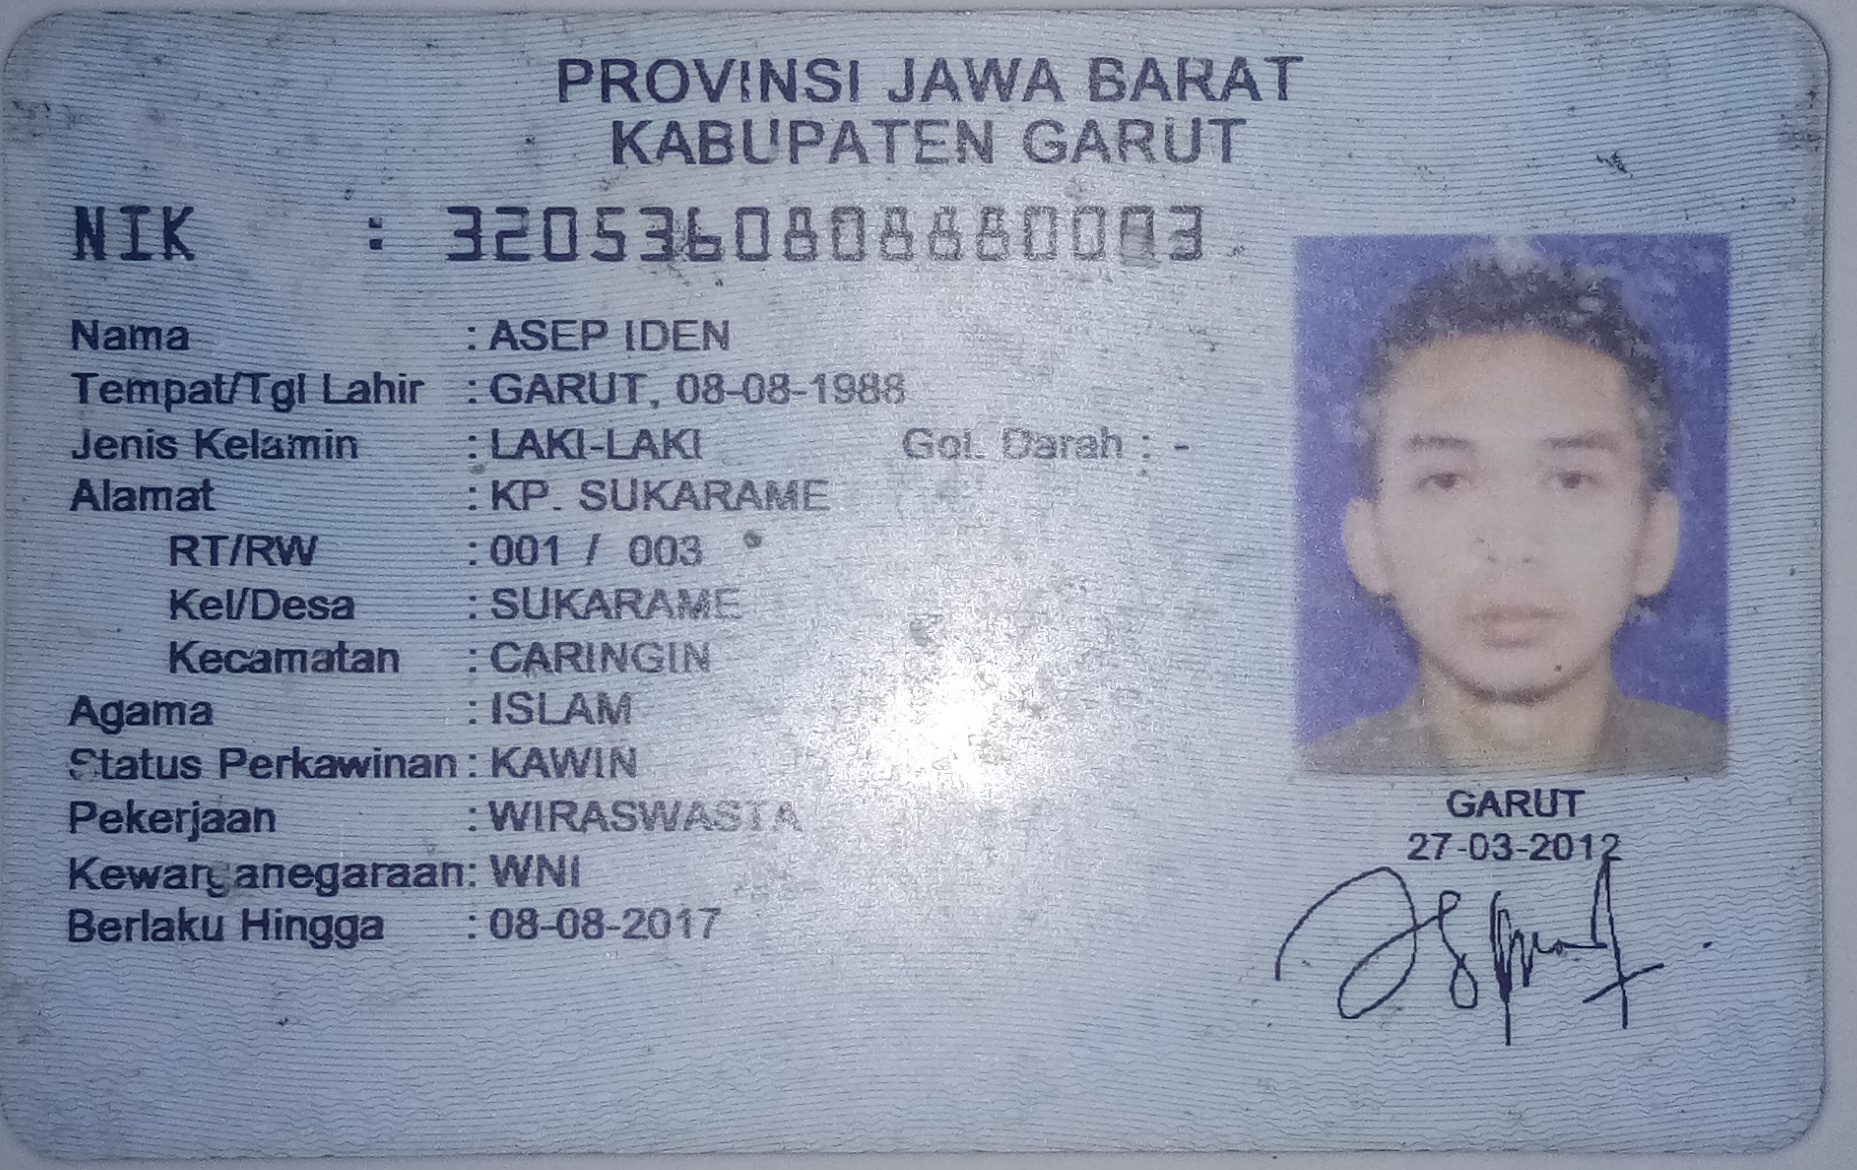 PROVINSI JAWA BARAT
KABUPATEN GARUT
NIK : 3205360808880003
Nama : ASEP IDEN
Tempat/Tgl Lahir : GARUT, 08-08-1988
Jenis Kelamin : LAKI-LAKI Gol. Darah : -
Alamat : KP. SUKARAME
RT/RW : 001 / 003
Kel/Desa : SUKARAME
Kecamatan : CARINGIN
Agama : ISLAM
Status Perkawinan : KAWIN
Pekerjaan : WIRASWASTA
Kewarganegaraan: WNI
Berlaku Hingga : 08-08-2017
GARUT
27-03-2012